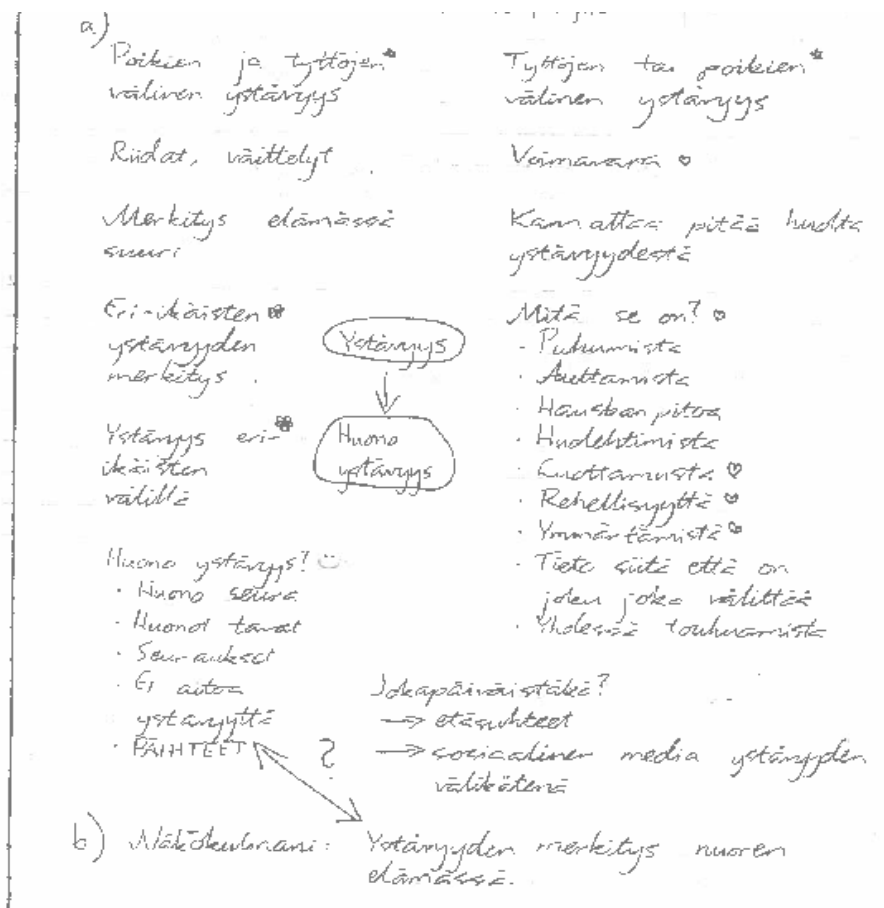 a)
Poikien ja tyttöjen
välinen ystävyys
Riidat, väittelyt
Merkitys elämässä
suuri
Eri-ikäisten
ystävyyden
merkitys
Ystävyys eri-
ikäisten
välillä
Huono ystävyys?
· Huono seura
· Huonot tavat
· Seuraukset
· Ei aitoa
ystävyyttä
· PÄIHTEET
Ystävyys
Huono
ystävyys
Tyttöjen tai poikien
välinen ystävyys
Voimavara
Kannattaa pitää huolta
ystävyydestä
Mitä se on?
· Puhumista
· Auttamista
· Hauskanpitoa
· Huolehtimista
· Luottamusta
· Rehellisyyttä
· Ymmärtämistä
· Tieto siitä että on
joku joka välittää
· Yhdessä touhuamista
Jokapäiväistäkö?
→ etäsuhteet
? → sosiaalinen media ystävyyden
välikätenä
b) Näkökulmani: Ystävyyden merkitys nuoren
elämässä.